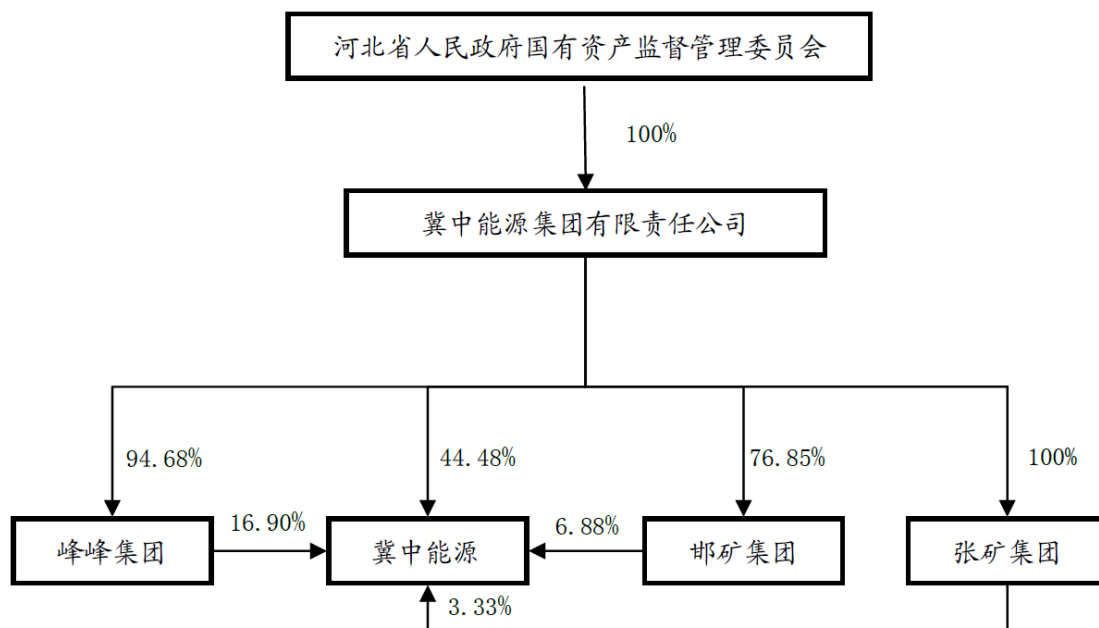 河北省人民政府国有资产监督管理委员会
100%
冀中能源集团有限责任公司
94.68%
44.48%
76.85%
100%
峰峰集团
16.90%
冀中能源
6.88%
邯矿集团
张矿集团
3.33%